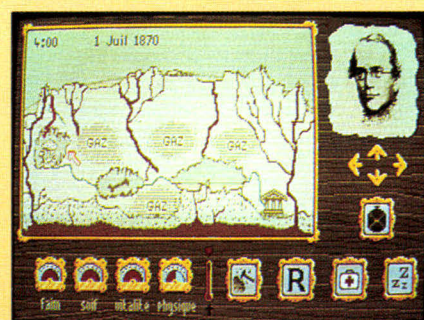 4:00 1 Juil 1870
GAZ GAZ GAZ
GAZ
R Z Z Z
faim soif vitalité physique